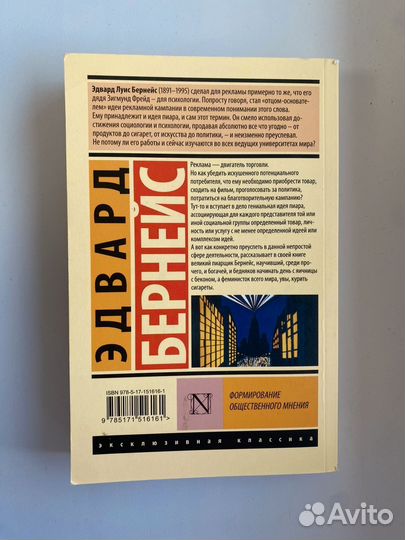 Эдвард Луис Бернейс (1891–1995) сделал для рекламы примерно то же, что его
дядя Зигмунд Фрейд – для психологии. Попросту говоря, стал «отцом-основате-
лем» идеи рекламной кампании в современном понимании этого слова.
Ему принадлежит и идея пиара, и сам этот термин. Он смело использовал до-
стижения социологии и психологии, продавая абсолютно все что угодно – от
продуктов до сигарет, от искусства до политики, – и неизменно преуспевал.
Не потому ли его работы и сейчас изучаются во всех ведущих университетах мира?
ЭДВАРД
БЕРНЕЙС
Реклама — двигатель торговли.
Но как убедить искушенного потенциального
потребителя, что ему необходимо приобрести товар,
сходить на фильм, проголосовать за политика,
потратиться на благотворительную кампанию?
Тут-то и вступает в дело гениальная идея пиара,
ассоциирующая для каждого представителя той или
иной социальной группы определенный товар, лич-
ность или услугу с не менее определенной идеей или
комплексом идей.
А вот как конкретно преуспеть в данной непростой
сфере деятельности, рассказывает в своей книге
великий пиарщик Бернейс, научивший, среди про-
чего, и богачей, и бедняков начинать день с яичницы
с беконом, а феминисток всего мира, увы, курить
сигареты.
ISBN 978-5-17-151616-1
9 785171 516161 >
N
ФОРМИРОВАНИЕ
ОБЩЕСТВЕННОГО МНЕНИЯ
эксклюзивная классика
Avito